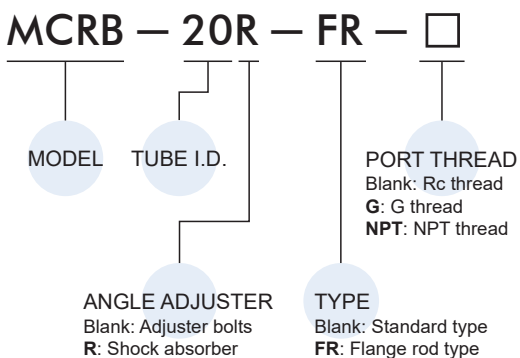 MCRB — 20R — FR — □
MODEL
TUBE I.D.
PORT THREAD
Blank: Rc thread
G: G thread
NPT: NPT thread
ANGLE ADJUSTER
Blank: Adjuster bolts
R: Shock absorber
TYPE
Blank: Standard type
FR: Flange rod type